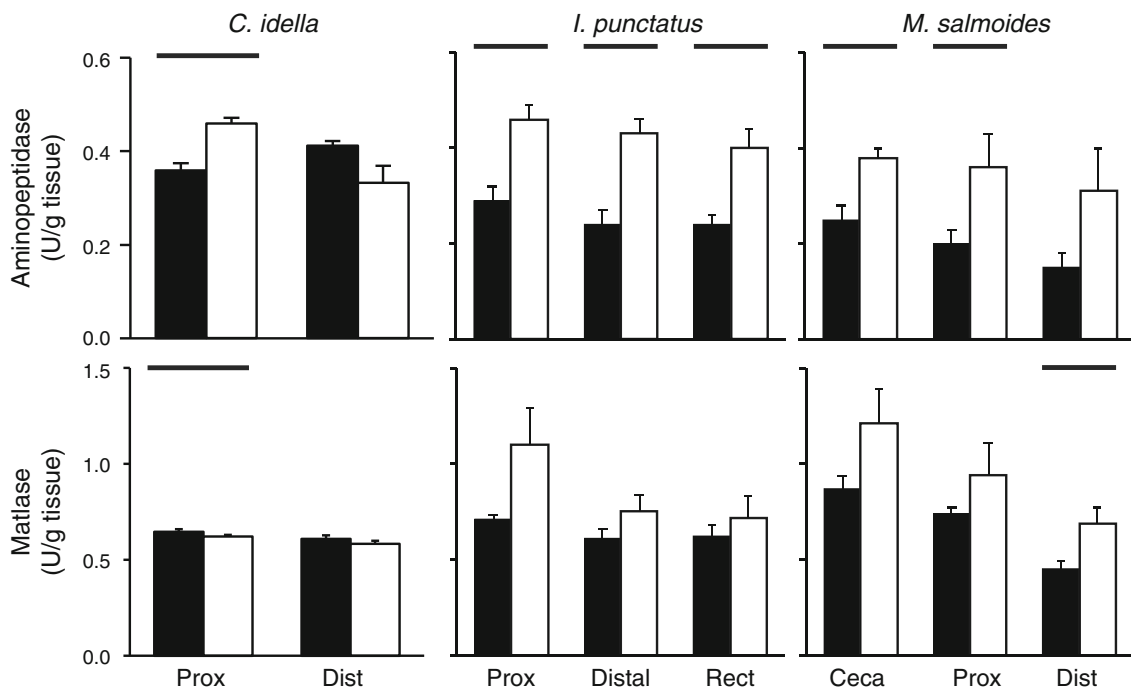 C. idella I. punctatus M. salmoides
Aminopeptidase
(U/g tissue)
0.6
0.4
0.2
0.0
Matlase
(U/g tissue)
1.5
1.0
0.5
0.0
Prox Dist Prox Distal Rect Ceca Prox Dist